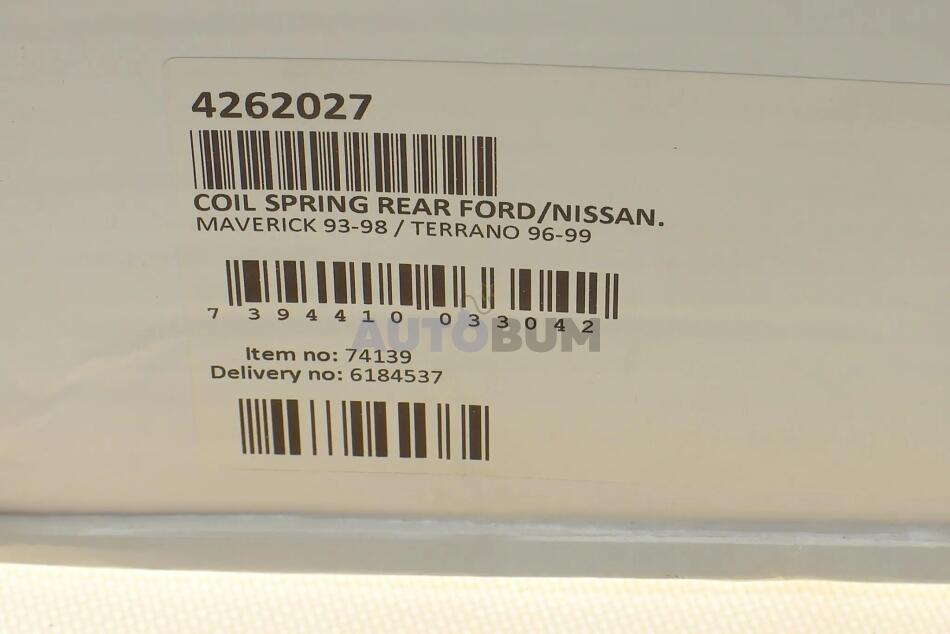 4262027
COIL SPRING REAR FORD/NISSAN.
MAVERICK 93-98 / TERRANO 96-99
7 394410 033042
AUTOBUM
Item no: 74139
Delivery no: 6184537